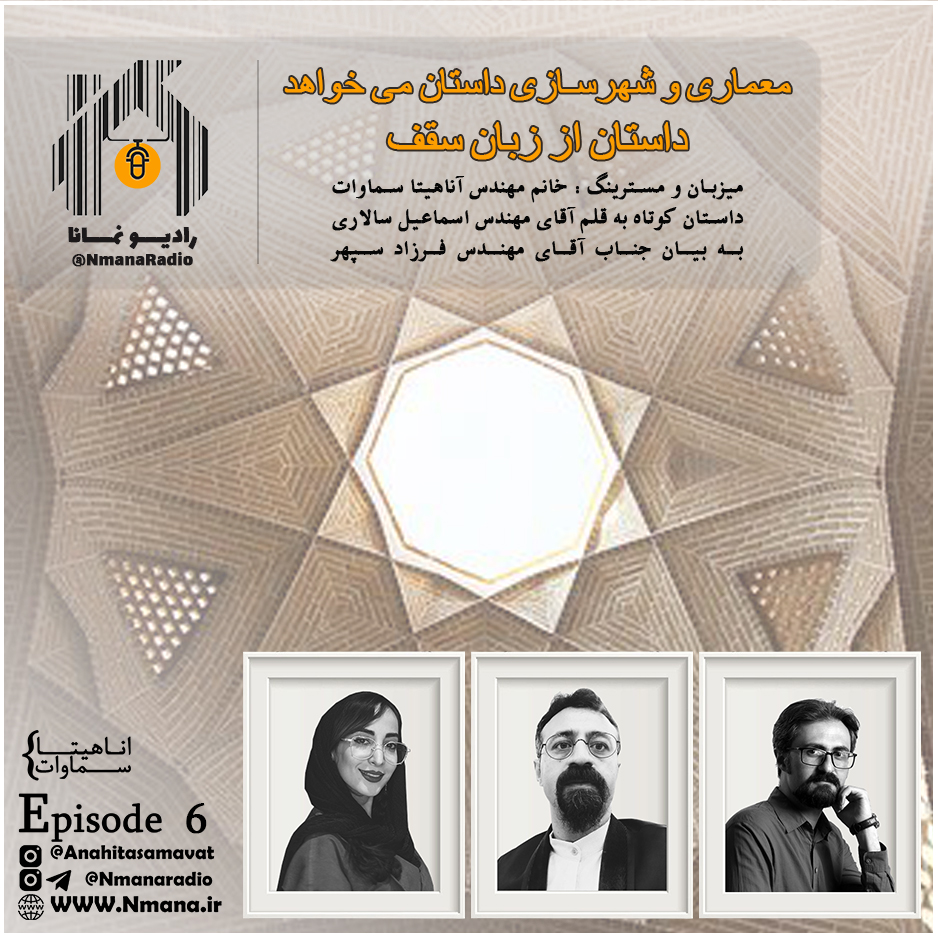 معماری و شهرسازی داستان می خواهد
داستان از زبان سقف
میزبان و مسترینگ : خانم مهندس آناهیتا سماوات
داستان کوتاه به قلم آقای مهندس اسماعیل سالاری
به بیان جناب آقای مهندس فرزاد سپهر
رادیو نمانا
@NmanaRadio
اناهیتا
سماوات
Episode 6
@Anahitasamavat
@Nmanaradio
WWW.Nmana.ir